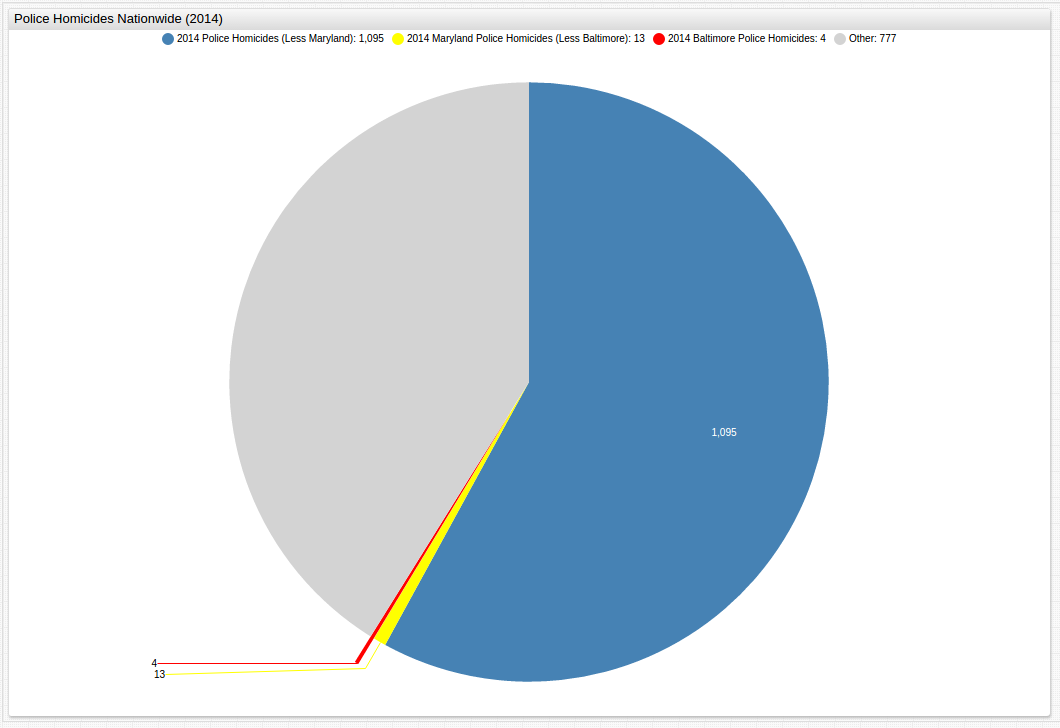 Police Homicides Nationwide (2014)
2014 Police Homicides (Less Maryland): 1,095 2014 Maryland Police Homicides (Less Baltimore): 13 2014 Baltimore Police Homicides: 4 Other: 777
1,095
4
13